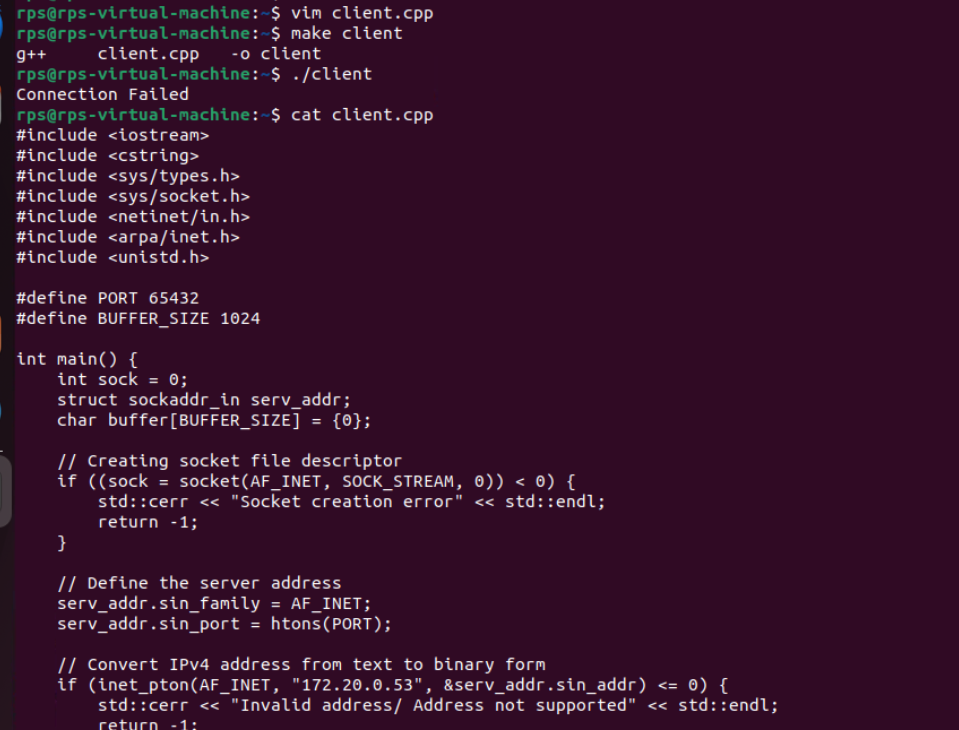 rps@rps-virtual-machine:~$ vim client.cpp
rps@rps-virtual-machine:~$ make client
g++     client.cpp   -o client
rps@rps-virtual-machine:~$ ./client
Connection Failed
rps@rps-virtual-machine:~$ cat client.cpp
#include <iostream>
#include <cstring>
#include <sys/types.h>
#include <sys/socket.h>
#include <netinet/in.h>
#include <arpa/inet.h>
#include <unistd.h>

#define PORT 65432
#define BUFFER_SIZE 1024

int main() {
    int sock = 0;
    struct sockaddr_in serv_addr;
    char buffer[BUFFER_SIZE] = {0};

    // Creating socket file descriptor
    if ((sock = socket(AF_INET, SOCK_STREAM, 0)) < 0) {
        std::cerr << "Socket creation error" << std::endl;
        return -1;
    }

    // Define the server address
    serv_addr.sin_family = AF_INET;
    serv_addr.sin_port = htons(PORT);

    // Convert IPv4 address from text to binary form
    if (inet_pton(AF_INET, "172.20.0.53", &serv_addr.sin_addr) <= 0) {
        std::cerr << "Invalid address/ Address not supported" << std::endl;
        return -1;